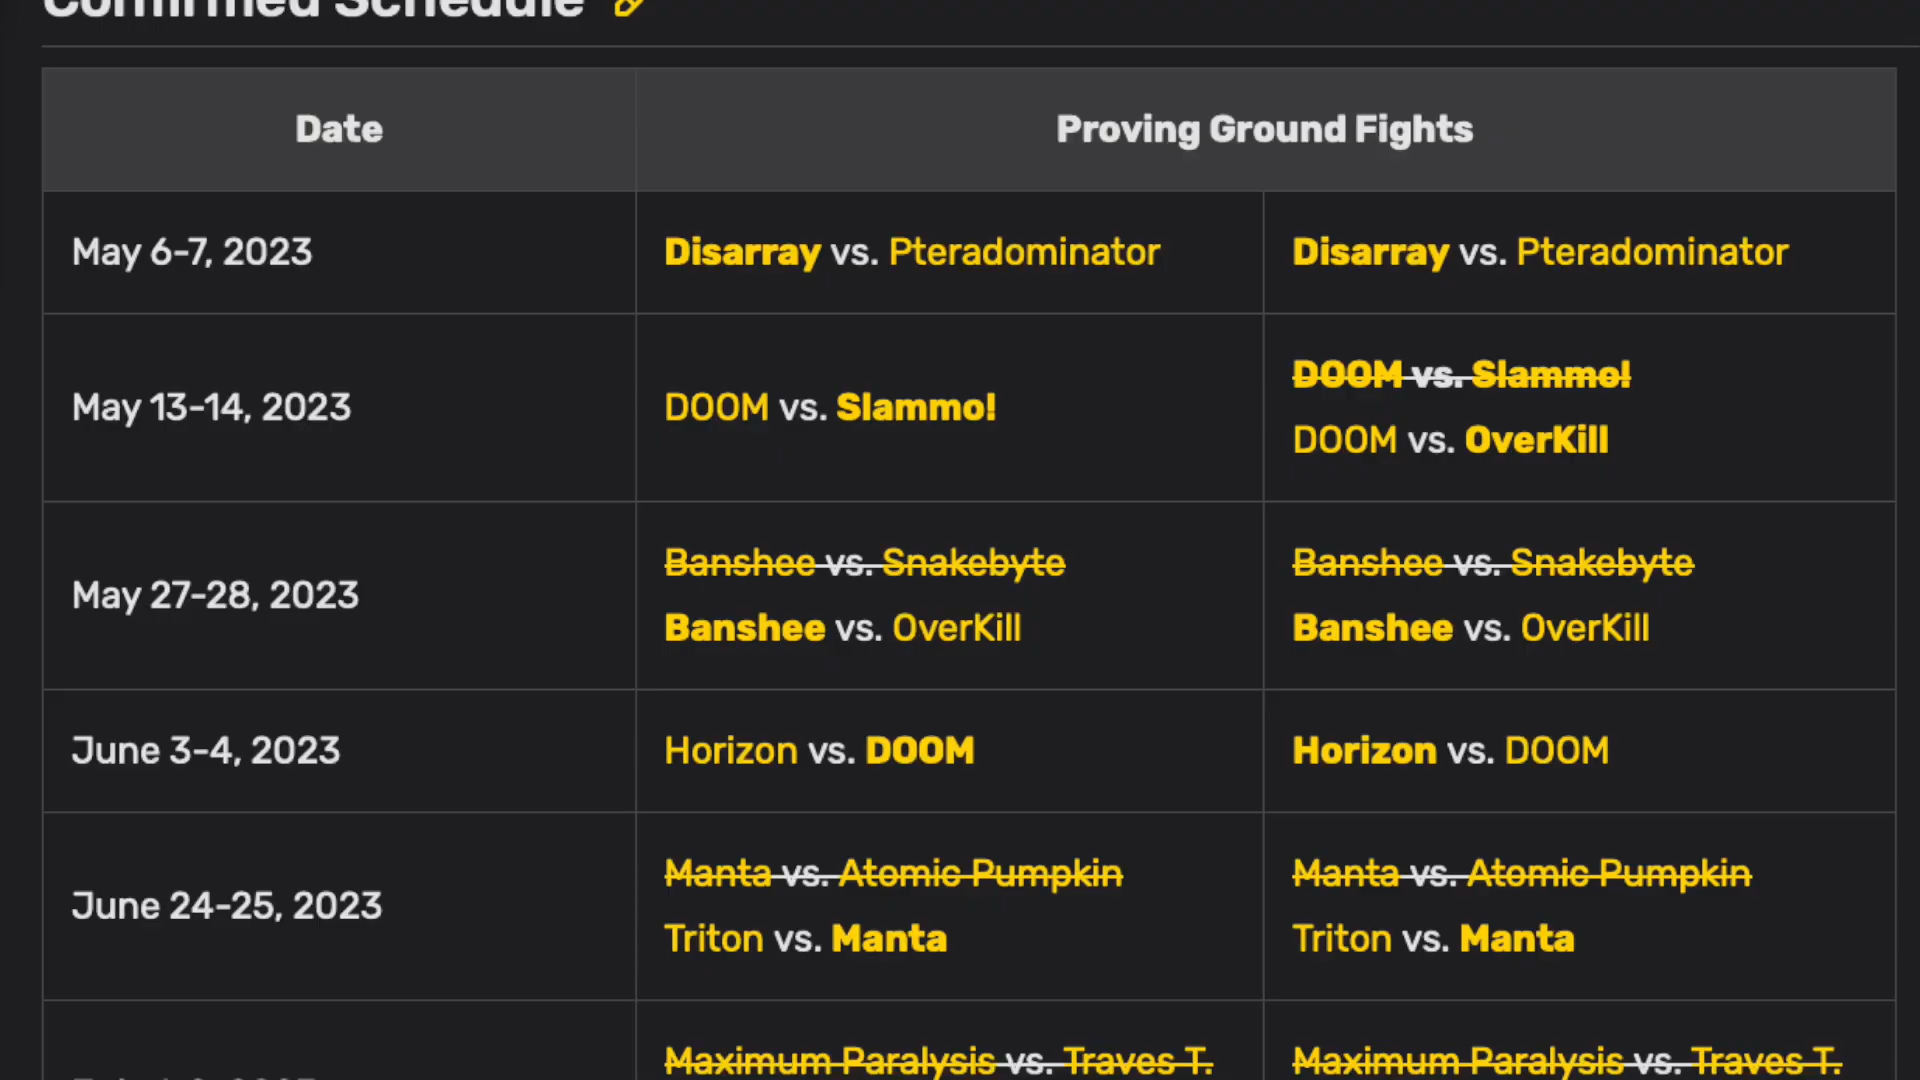 Confirmed Schedule
Date Proving Ground Fights
May 6-7, 2023 Disarray vs. Pteradominator Disarray vs. Pteradominator
May 13-14, 2023 DOOM vs. Slammo! DOOM vs. Slammo!
DOOM vs. OverKill
May 27-28, 2023 Banshee vs. Snakebyte Banshee vs. Snakebyte
Banshee vs. OverKill Banshee vs. OverKill
June 3-4, 2023 Horizon vs. DOOM Horizon vs. DOOM
June 24-25, 2023 Manta vs. Atomic Pumpkin Manta vs. Atomic Pumpkin
Triton vs. Manta Triton vs. Manta
Maximum Paralysis vs. Traves T. Maximum Paralysis vs. Traves T.